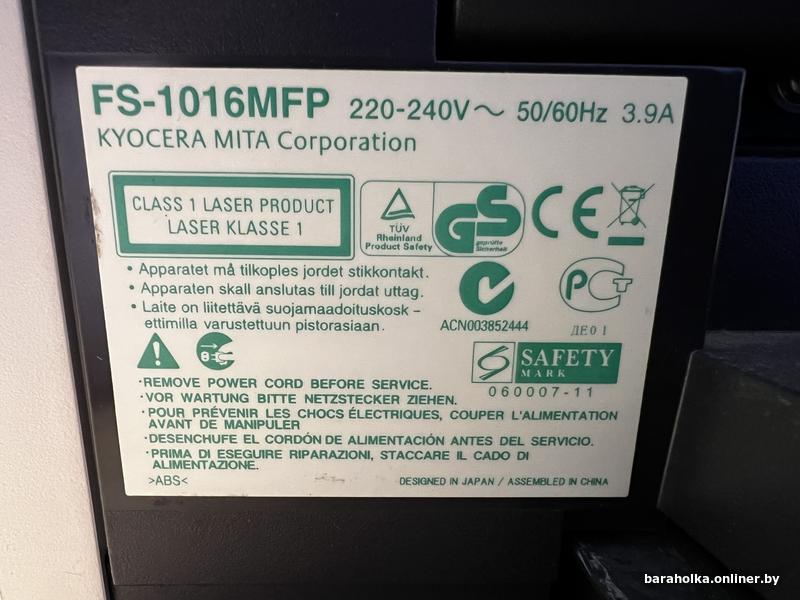 FS-1016MFP 220-240V～ 50/60Hz 3.9A
KYOCERA MITA Corporation
CLASS 1 LASER PRODUCT
LASER KLASSE 1
TÜV
Rheinland
Product Safety
GS
geprüfte
Sicherheit
CE
• Apparatet må tilkoples jordet stikkontakt.
• Apparaten skall anslutas till jordat uttag.
• Laite on liitettävä suojamaadoituskosk-
ettimilla varustettuun pistorasiaan.
ACN003852444
РСТ
ДЕ01
SAFETY
MARK
060007-11
·REMOVE POWER CORD BEFORE SERVICE.
·VOR WARTUNG BITTE NETZSTECKER ZIEHEN.
·POUR PRÉVENIR LES CHOCS ÉLECTRIQUES, COUPER L'ALIMENTATION
AVANT DE MANIPULER
·DESENCHUFE EL CORDÓN DE ALIMENTACIÓN ANTES DEL SERVICIO.
·PRIMA DI ESEGUIRE RIPARAZIONI, STACCARE IL CADO DI
ALIMENTAZIONE.
>ABS<
DESIGNED IN JAPAN / ASSEMBLED IN CHINA
baraholka.onliner.by